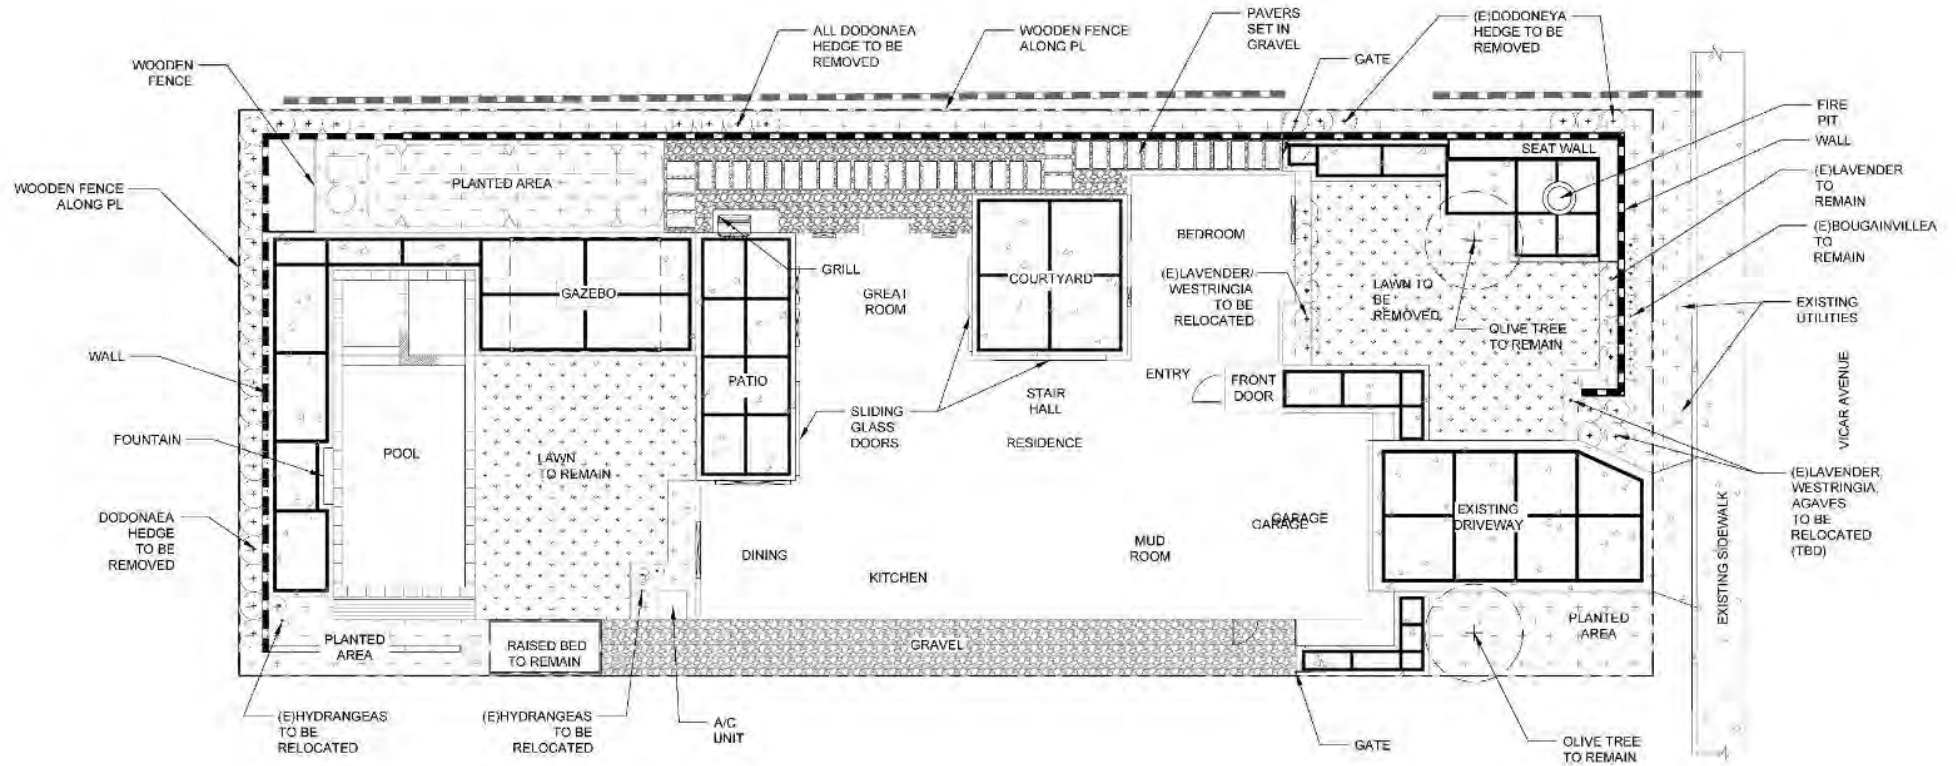 ALL DODONAEA
HEDGE TO BE
REMOVED
WOODEN FENCE
ALONG PL
PAVERS
SET IN
GRAVEL
(E)DODONEYA
HEDGE TO BE
REMOVED
GATE
WOODEN
FENCE
FIRE
PIT
WALL
SEAT WALL
(E)LAVENDER
TO
REMAIN
WOODEN FENCE
ALONG PL
PLANTED AREA
(E)BOUGAINVILLEA
TO
REMAIN
BEDROOM
GRILL
GAZEBO
GREAT
ROOM
COURTYARD
(E)LAVENDER/
WESTRINGIA
TO BE
RELOCATED
LAWN TO
BE
REMOVED
OLIVE TREE
TO REMAIN
EXISTING
UTILITIES
WALL
PATIO
ENTRY
FRONT
DOOR
STAIR
HALL
SLIDING
GLASS
DOORS
RESIDENCE
VICAR AVENUE
FOUNTAIN
POOL
LAWN
TO REMAIN
(E)LAVENDER,
WESTRINGIA,
AGAVES
TO BE
RELOCATED
(TBD)
DODONAEA
HEDGE
TO BE
REMOVED
GARAGE
GARAGE
EXISTING
DRIVEWAY
DINING
KITCHEN
MUD
ROOM
EXISTING SIDEWALK
PLANTED
AREA
RAISED BED
TO REMAIN
GRAVEL
PLANTED
AREA
(E)HYDRANGEAS
TO BE
RELOCATED
(E)HYDRANGEAS
TO BE
RELOCATED
A/C
UNIT
GATE
OLIVE TREE
TO REMAIN